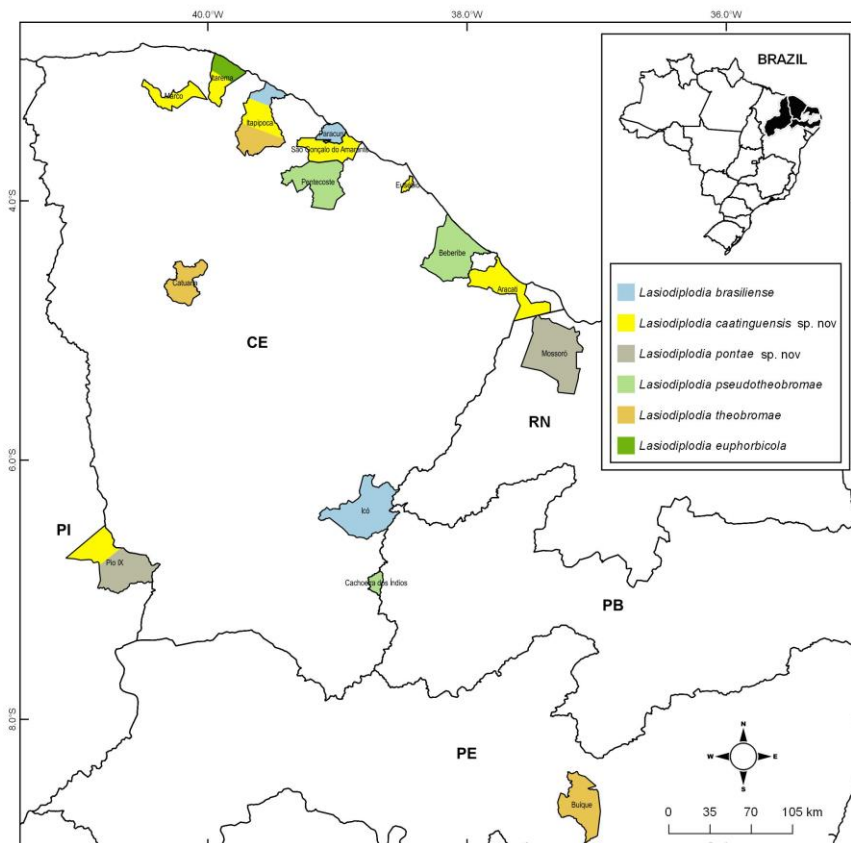 40.0°W 38.0°W 36.0°W
BRAZIL
Itarema
Marco
Itapipoca
Paracuru
São Gonçalo do Amarante
Pentecoste
4.0°S
Beberibe
Catuana
Aracati
CE
Mossoró
RN
Lasiodiplodia brasiliense
Lasiodiplodia caatinguensis sp. nov
Lasiodiplodia pontae sp. nov
Lasiodiplodia pseudotheobromae
Lasiodiplodia theobromae
Lasiodiplodia euphorbicola
6.0°S
Icó
PI
Pio IX
Cachoeira dos Índios
PB
8.0°S
PE
Buíque
N
W E
S
0 35 70 105 km